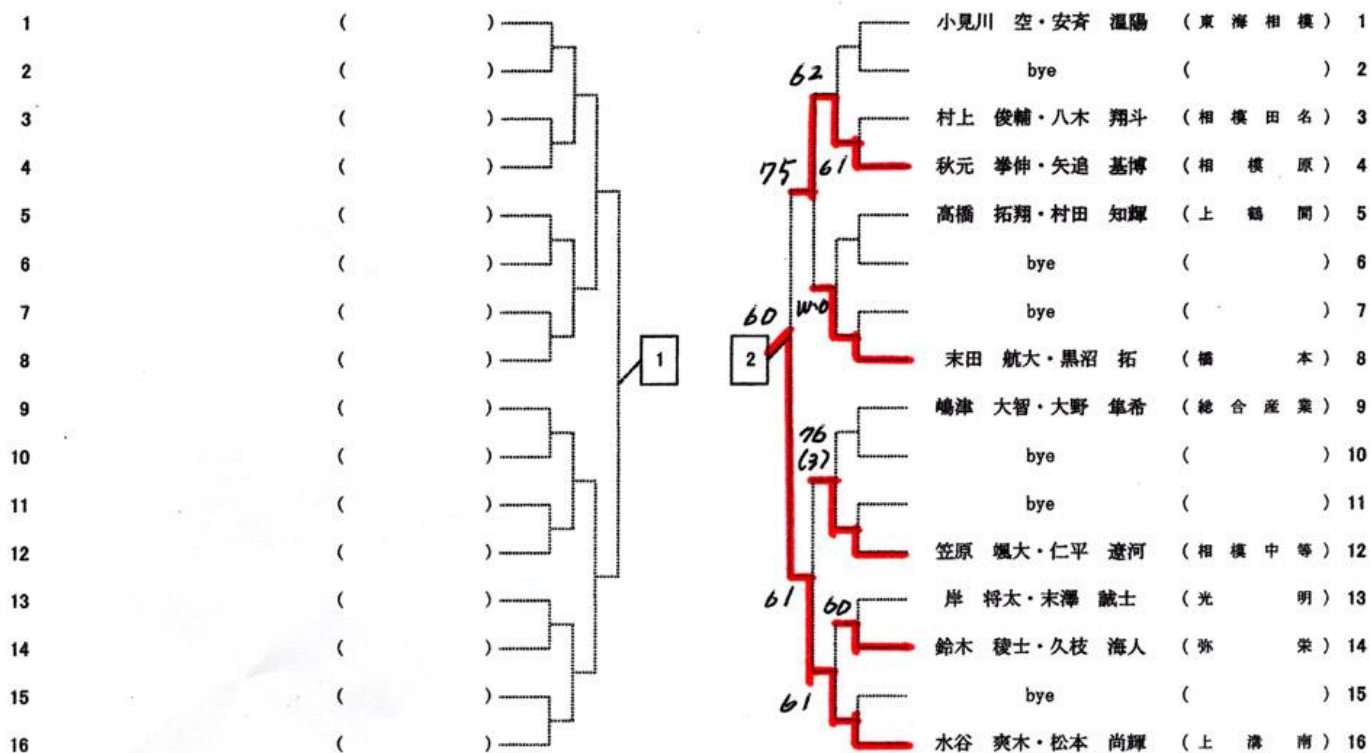 1 ( ) 小見川 空・安斉 温陽 ( 東 海 相 模 ) 1
2 ( ) bye ( ) 2
62
3 ( ) 村上 俊輔・八木 翔斗 ( 相 模 田 名 ) 3
4 ( ) 75 61 秋元 拳伸・矢追 基博 ( 相 模 原 ) 4
5 ( ) 高橋 拓翔・村田 知輝 ( 上 鶴 間 ) 5
6 ( ) bye ( ) 6
7 ( ) 60 w.o bye ( ) 7
8 ( ) 1 2 末田 航大・黒沼 拓 ( 橋 本 ) 8
9 ( ) 嶋津 大智・大野 隼希 ( 総 合 産 業 ) 9
76
10 ( ) (3) bye ( ) 10
11 ( ) bye ( ) 11
12 ( ) 笠原 颯大・仁平 遼河 ( 相 模 中 等 ) 12
13 ( ) 61 60 岸 将太・末澤 誠士 ( 光 明 ) 13
14 ( ) 鈴木 稜士・久枝 海人 ( 弥 栄 ) 14
15 ( ) 61 bye ( ) 15
16 ( ) 水谷 爽木・松本 尚輝 ( 上 溝 南 ) 16